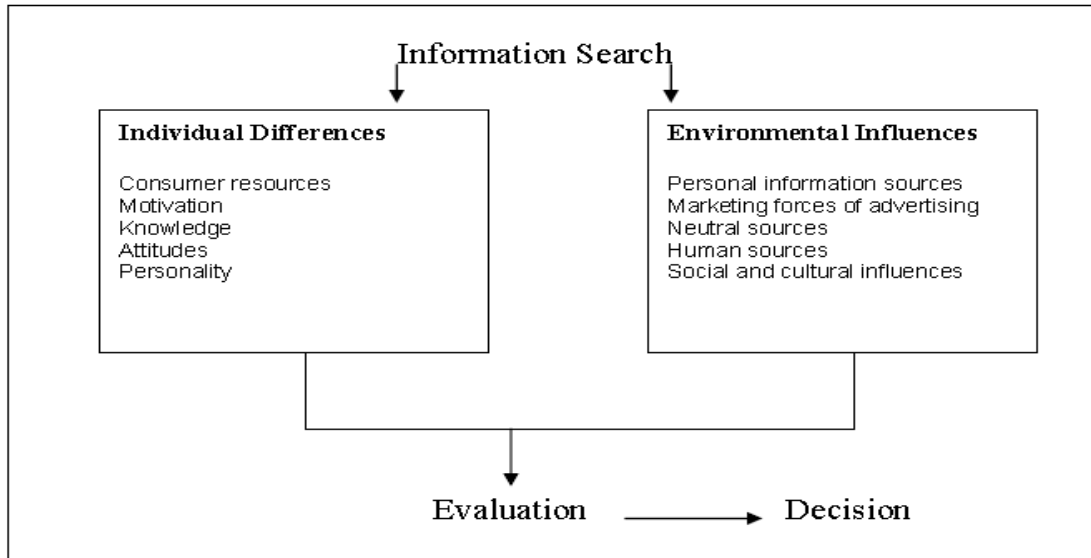 Information Search
Individual Differences
Consumer resources
Motivation
Knowledge
Attitudes
Personality
Environmental Influences
Personal information sources
Marketing forces of advertising
Neutral sources
Human sources
Social and cultural influences
Evaluation
Decision